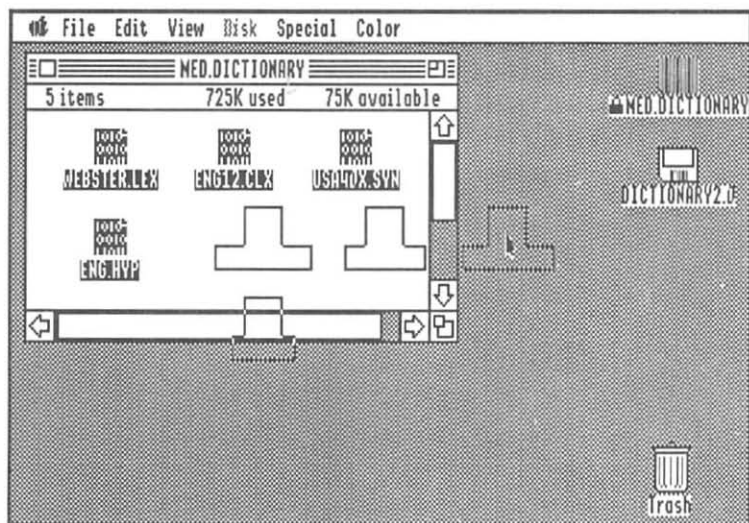 File Edit View Disk Special Color
MED.DICTIONARY
5 items 725K used 75K available
WEBSTER.LEX ENG12.CLX USA40X.SYN
ENG.HYP
MED.DICTIONARY
DICTIONARY2.0
Trash